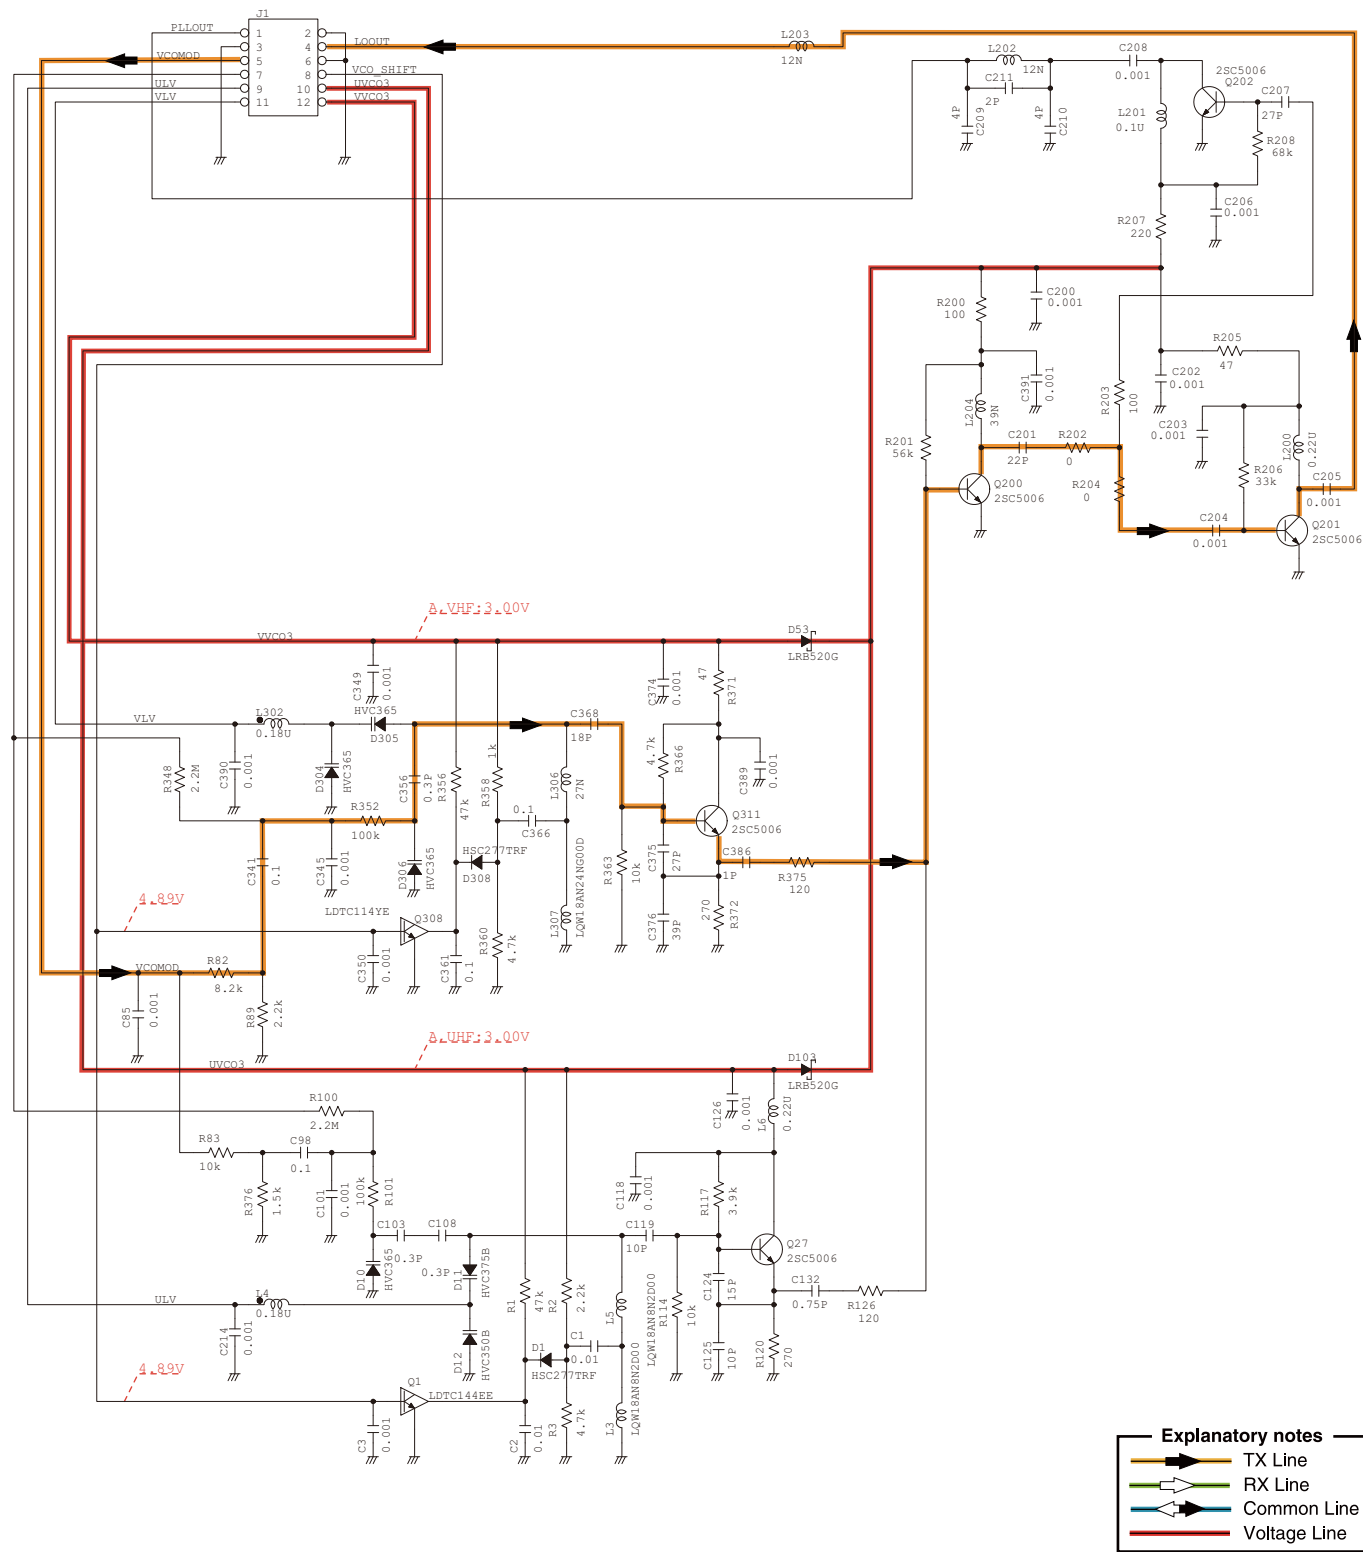 J1
PLLOUT
1
2
3
4
LOOUT
VCOMOD
5
6
7
8
VCO_SHIFT
ULV
9
10
UVCO3
VLV
11
12
VVCO3
L203
12N
L202
12N
C211
2P
4P
C209
4P
C210
C208
0.001
2SC5006
Q202
C207
27P
L201
0.1U
R208
68k
C206
0.001
R207
220
R200
100
C200
0.001
C391
0.001
L204
39N
R205
47
C202
0.001
R203
100
C203
0.001
L200
0.22U
R201
56k
C201
22P
R202
0
R204
0
R206
33k
C205
0.001
Q200
2SC5006
C204
0.001
Q201
2SC5006
A,VHF:3.00V
VVCO3
D53
LRB520G
C349
0.001
C374
0.001
47
R371
VLV
L302
0.18U
HVC365
D305
C368
18P
R348
2.2M
C390
0.001
D304
HVC365
C356
0.3P
R356
47k
1k
R358
L306
27N
4.7k
R366
C389
0.001
R352
100k
0.1
C366
Q311
2SC5006
C341
0.1
C345
0.001
D306
HVC365
HSC277TRF
D308
R363
10k
C375
27P
C386
1P
R375
120
4.89V
LDTC114YE
Q308
L307
LQW18AN24NG00D
C376
39P
270
R372
C350
0.001
C361
0.1
R360
4.7k
VCOMOD
R82
8.2k
C85
0.001
R89
2.2k
A,UHF:3.00V
UVCO3
D103
LRB520G
R100
2.2M
C126
0.001
L6
0.22U
R83
10k
C98
0.1
R376
1.5k
C101
0.001
100k
R101
C118
0.001
R117
3.9k
C103
0.3P
C108
0.3P
C119
10P
D10
HVC365
D11
HVC375B
Q27
2SC5006
ULV
L4
0.18U
C214
0.001
D12
HVC350B
R1
47k
R2
2.2k
L5
LQW18AN8N2D00
R114
10k
C124
15P
C132
0.75P
R126
120
D1
HSC277TRF
C1
0.01
C125
10P
R120
270
4.89V
Q1
LDTC144EE
C3
0.001
C2
0.01
R3
4.7k
L3
LQW18AN8N2D00
Explanatory notes
TX Line
RX Line
Common Line
Voltage Line